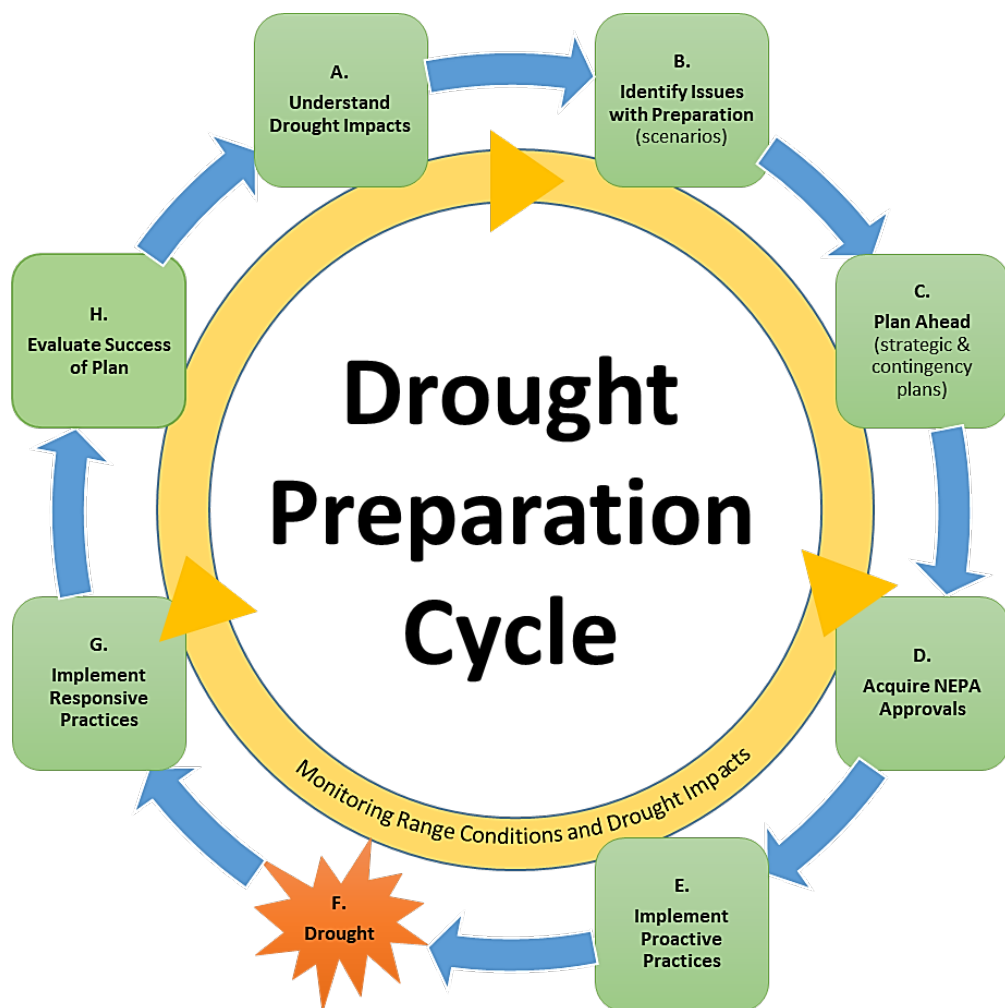 A.
Understand
Drought Impacts
B.
Identify Issues
with Preparation
(scenarios)
C.
Plan Ahead
(strategic &
contingency
plans)
D.
Acquire NEPA
Approvals
E.
Implement
Proactive
Practices
F.
Drought
G.
Implement
Responsive
Practices
H.
Evaluate Success
of Plan
Drought
Preparation
Cycle
Monitoring Range Conditions and Drought Impacts